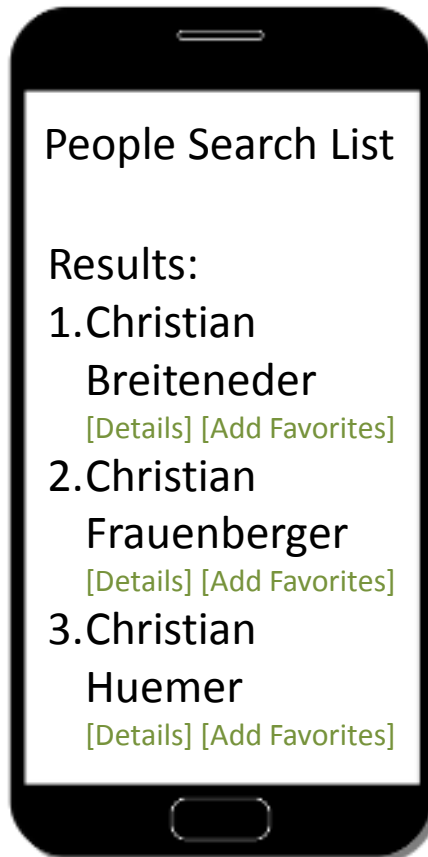 People Search List
Results:
1.Christian
Breiteneder
[Details] [Add Favorites]
2.Christian
Frauenberger
[Details] [Add Favorites]
3.Christian
Huemer
[Details] [Add Favorites]